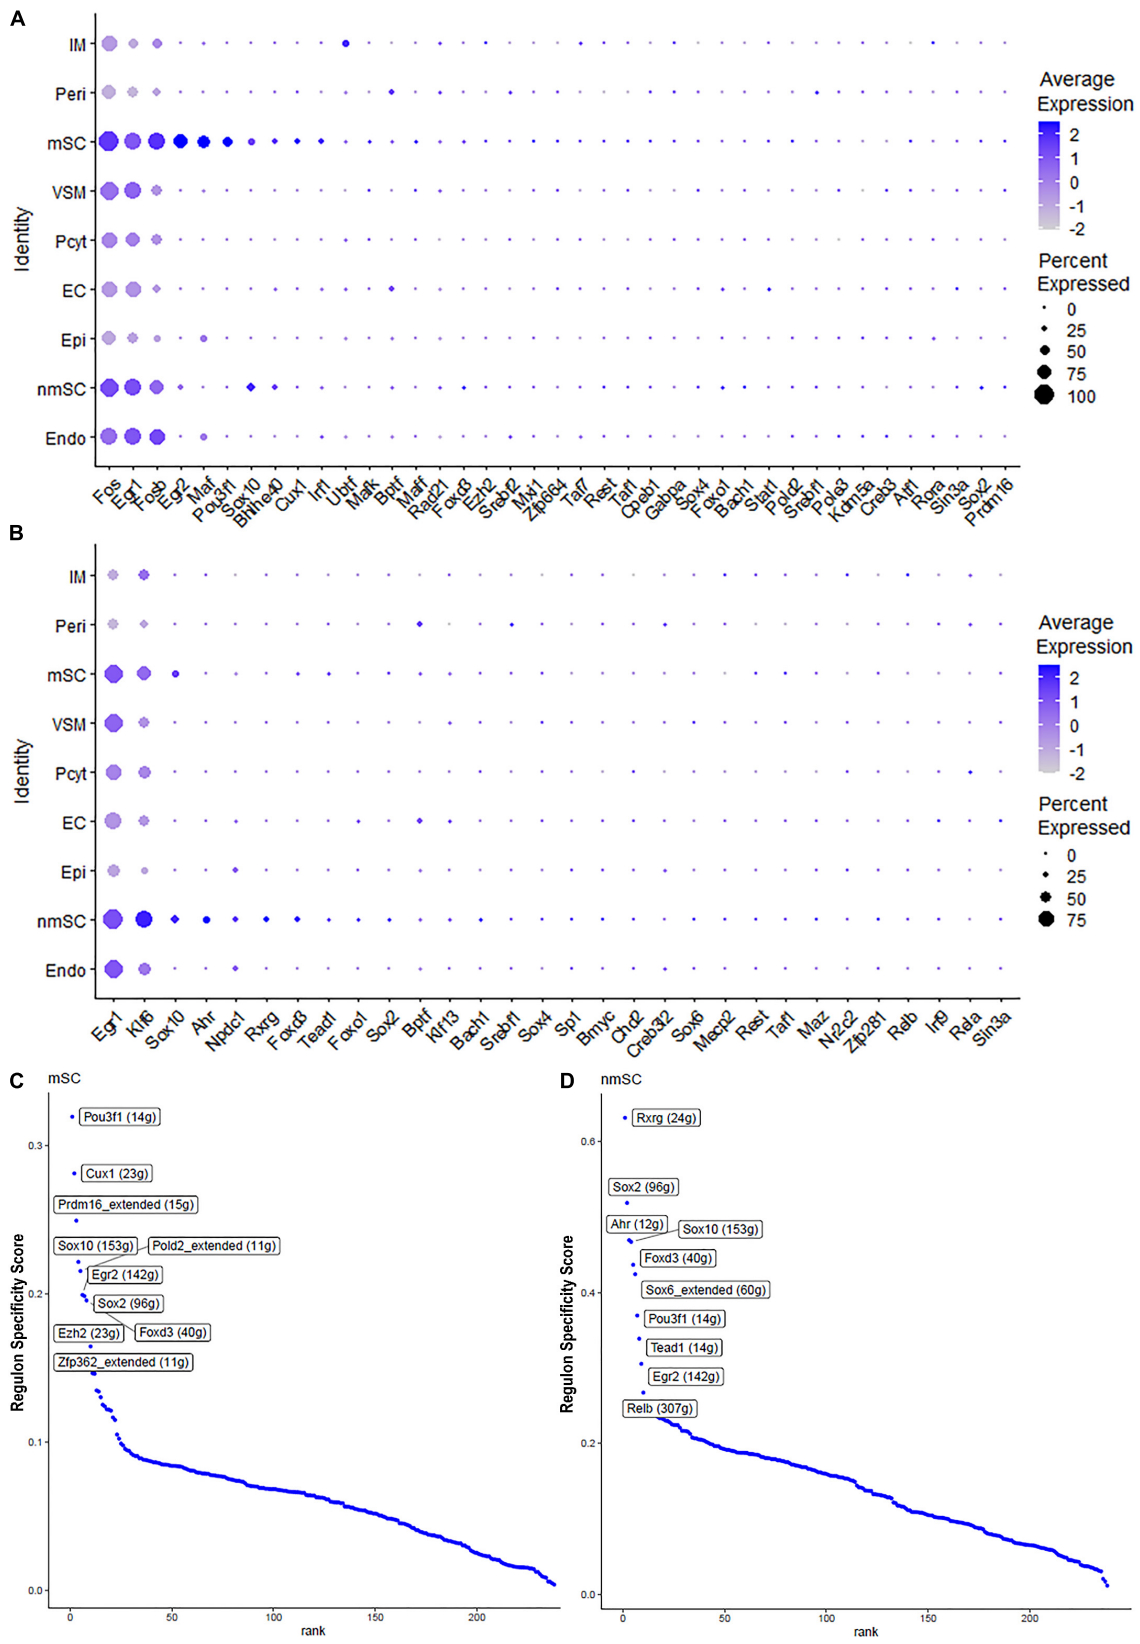 A
IM
Peri
mSC
VSM
Pcyt
EC
Epi
nmSC
Endo
Identity
Fos Egr1 Fosb Egr2 Maf Pou3f1 Sox10 Bhlhe40 Cux1 Irf1 Ubtf Mafk Bptf Maff Rad21 Foxd3 Ezh2 Srebf2 Mxi1 Zfp664 Taf7 Rest Taf1 Cpeb1 Gabpa Sox4 Foxo1 Bach1 Stat1 Pold2 Srebf1 Pole3 Kdm5a Creb3 Atf1 Rora Sin3a Sox2 Prdm16
Average
Expression
2
1
0
-1
-2
Percent
Expressed
0
25
50
75
100
B
IM
Peri
mSC
VSM
Pcyt
EC
Epi
nmSC
Endo
Identity
Egr1 Klf6 Sox10 Ahr Npdc1 Rxrg Foxd3 Tead1 Foxo1 Sox2 Bptf Klf13 Bach1 Srebf1 Sox4 Sp1 Bmyc Chd2 Creb3l2 Sox6 Mecp2 Rest Taf1 Maz Nr2c2 Zfp281 Relb Irf9 Rela Sin3a
Average
Expression
2
1
0
-1
-2
Percent
Expressed
0
25
50
75
C
mSC
Regulon Specificity Score
0.3
0.2
0.1
0.0
Pou3f1 (14g)
Cux1 (23g)
Prdm16_extended (15g)
Sox10 (153g)
Pold2_extended (11g)
Egr2 (142g)
Sox2 (96g)
Ezh2 (23g)
Foxd3 (40g)
Zfp362_extended (11g)
0 50 100 150 200
rank
D
nmSC
Regulon Specificity Score
0.6
0.4
0.2
0.0
Rxrg (24g)
Sox2 (96g)
Ahr (12g)
Sox10 (153g)
Foxd3 (40g)
Sox6_extended (60g)
Pou3f1 (14g)
Tead1 (14g)
Egr2 (142g)
Relb (307g)
0 50 100 150 200
rank